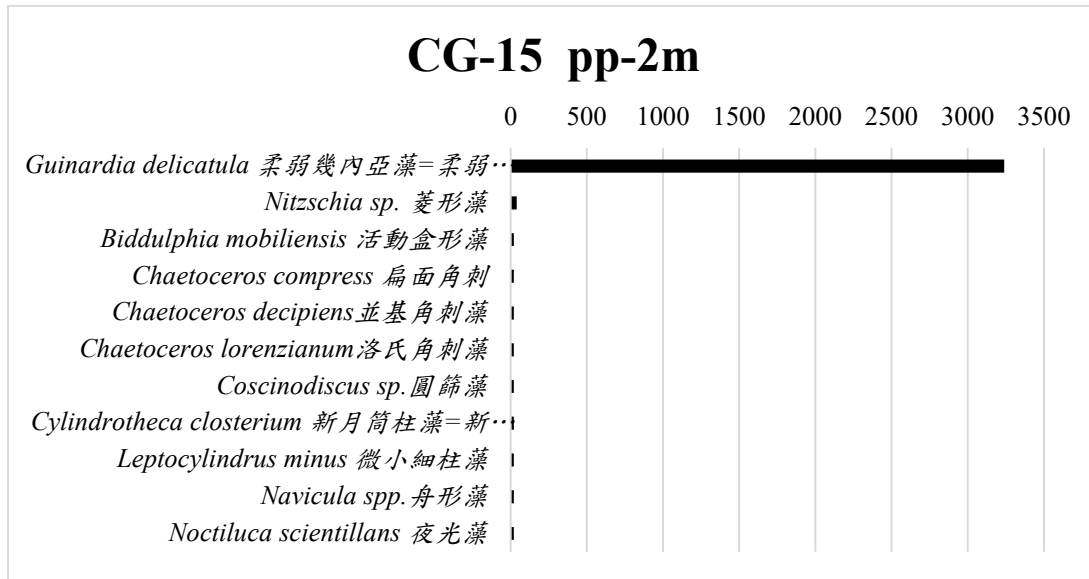 CG-15 pp-2m
0 500 1000 1500 2000 2500 3000 3500
Guinardia delicatula 柔弱幾內亞藻=柔弱…
Nitzschia sp. 菱形藻
Biddulphia mobiliensis 活動盒形藻
Chaetoceros compress 扁面角刺
Chaetoceros decipiens並基角刺藻
Chaetoceros lorenzianum洛氏角刺藻
Coscinodiscus sp.圓篩藻
Cylindrotheca closterium 新月筒柱藻=新…
Leptocylindrus minus 微小細柱藻
Navicula spp.舟形藻
Noctiluca scientillans 夜光藻